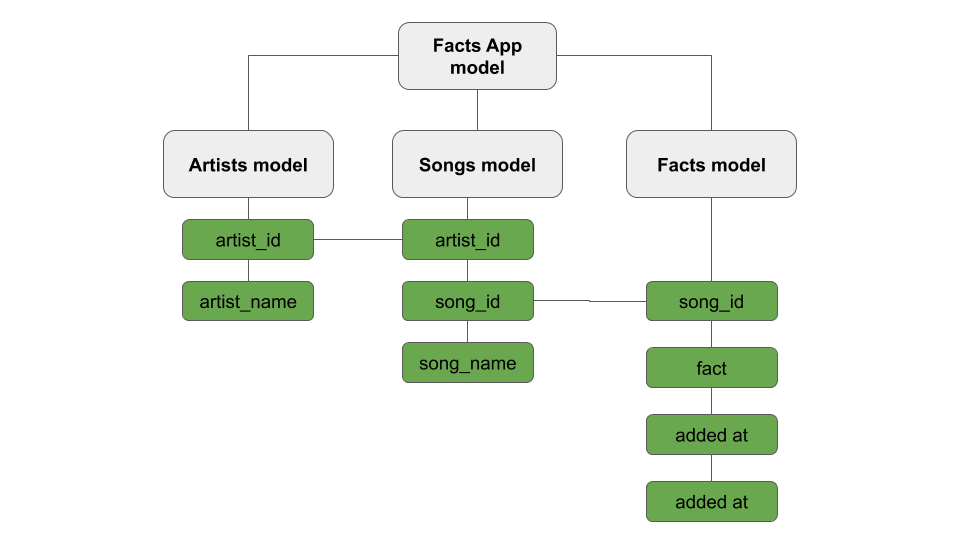 Facts App
model
Artists model
Songs model
Facts model
artist_id
artist_id
artist_name
song_id
song_id
song_name
fact
added at
added at